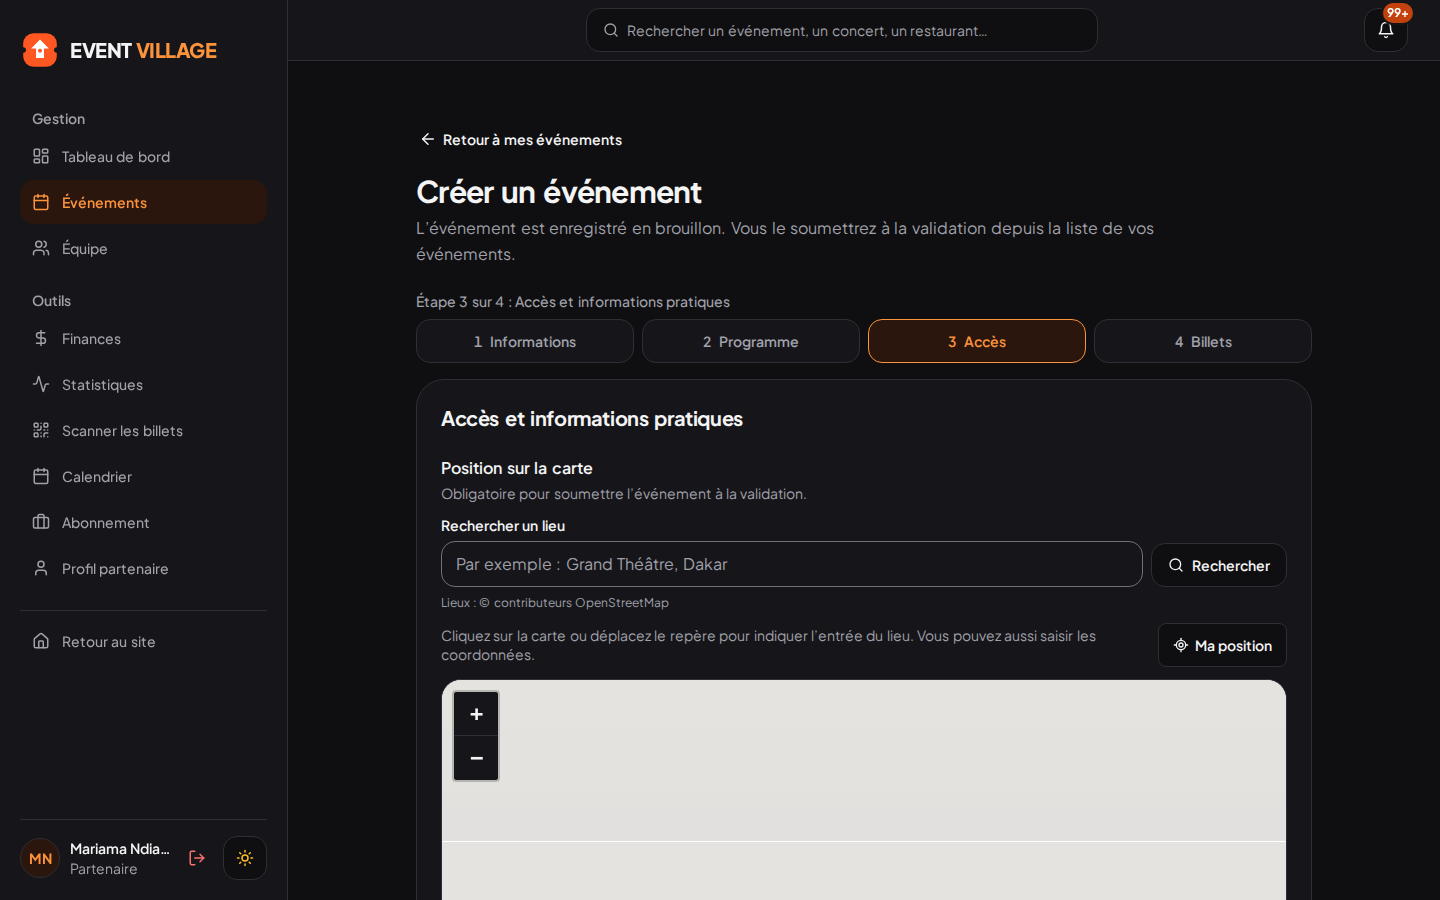 EVENT VILLAGE
Rechercher un événement, un concert, un restaurant…
99+
Gestion
Tableau de bord
Événements
Équipe
Outils
Finances
Statistiques
Scanner les billets
Calendrier
Abonnement
Profil partenaire
Retour au site
MN
Mariama Ndia…
Partenaire
Retour à mes événements
Créer un événement
L'événement est enregistré en brouillon. Vous le soumettrez à la validation depuis la liste de vos
événements.
Étape 3 sur 4 : Accès et informations pratiques
1 Informations
2 Programme
3 Accès
4 Billets
Accès et informations pratiques
Position sur la carte
Obligatoire pour soumettre l'événement à la validation.
Rechercher un lieu
Par exemple : Grand Théâtre, Dakar
Rechercher
Lieux : © contributeurs OpenStreetMap
Cliquez sur la carte ou déplacez le repère pour indiquer l'entrée du lieu. Vous pouvez aussi saisir les
coordonnées.
Ma position
+
−